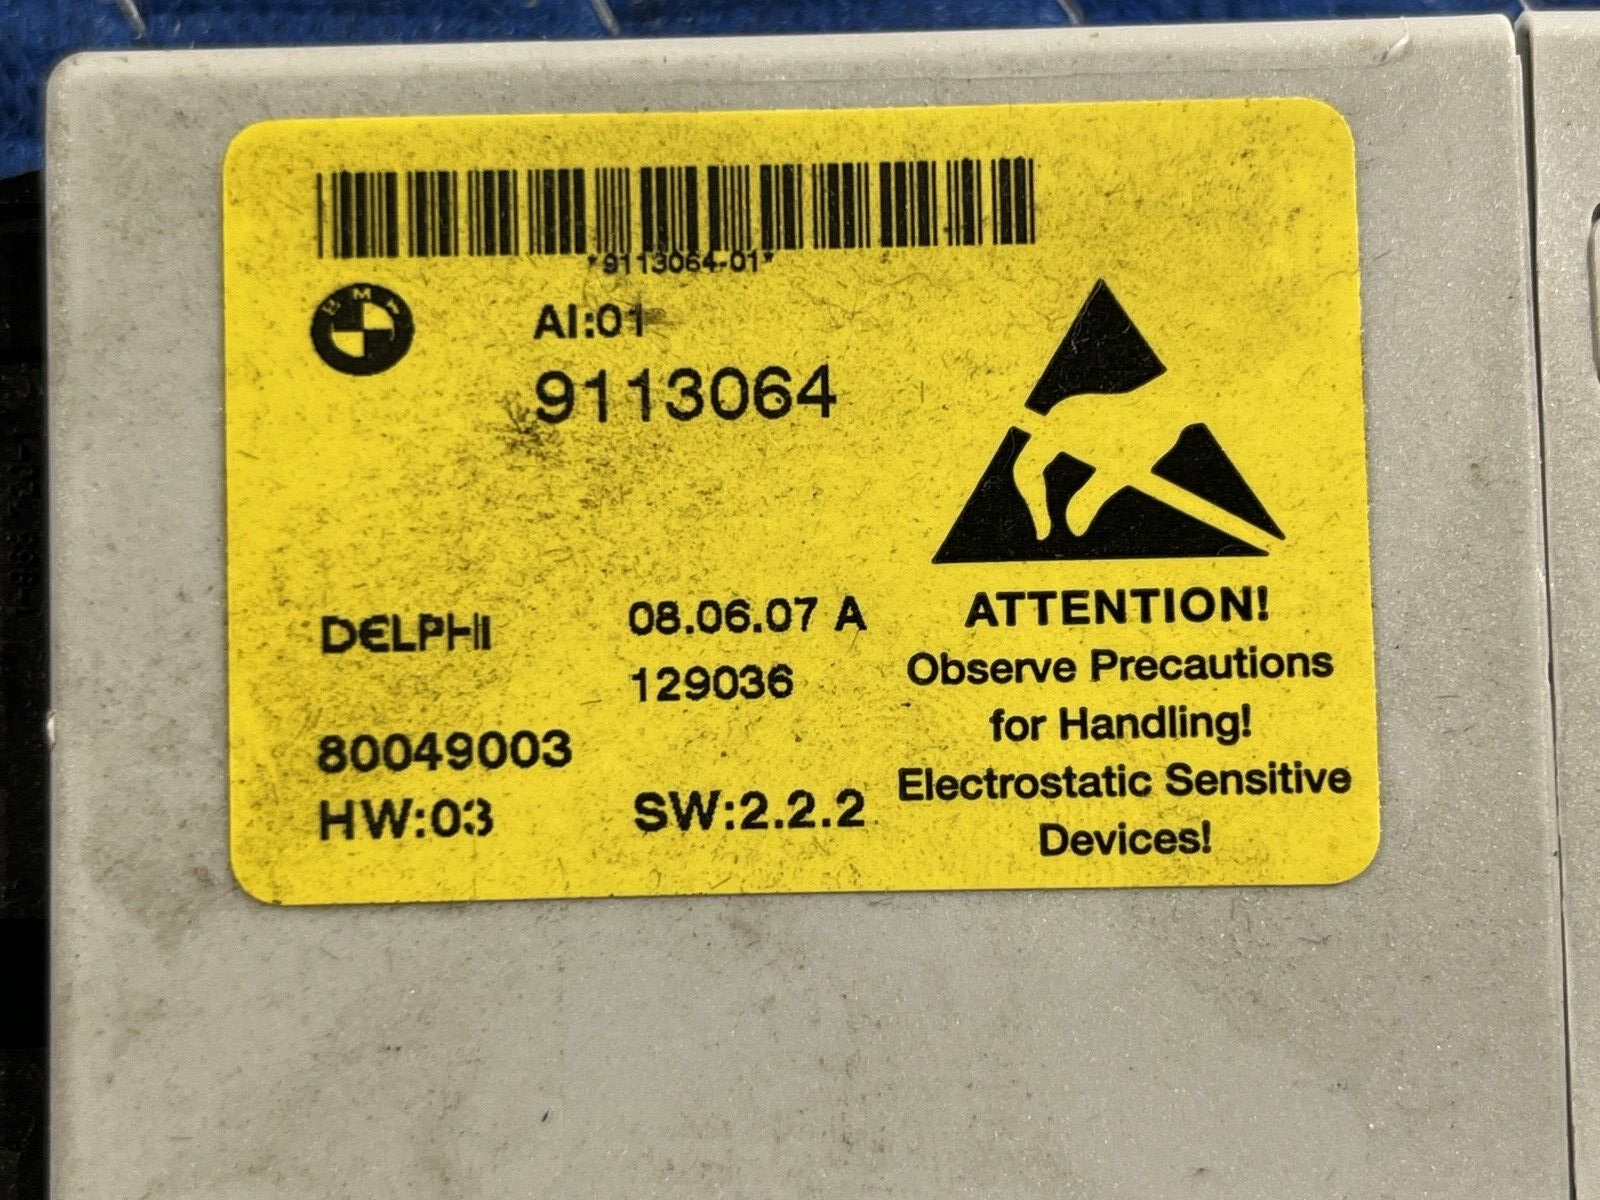 *9113064-01*
BMW
AI:01
9113064
DELPHI
08.06.07 A
129036
80049003
HW:03
SW:2.2.2
ATTENTION!
Observe Precautions
for Handling!
Electrostatic Sensitive
Devices!